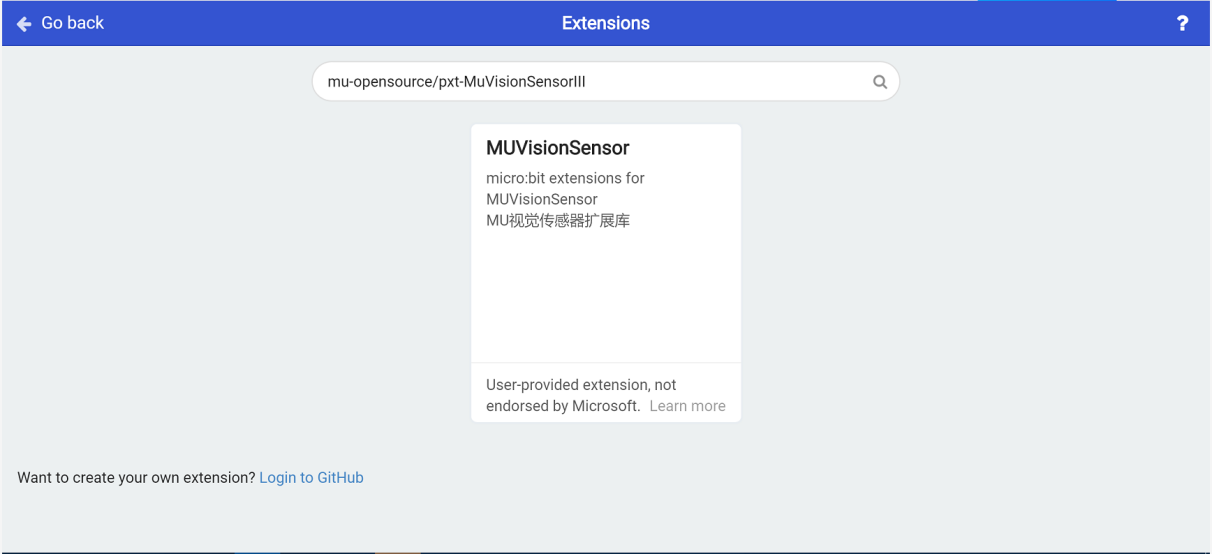 Go back
Extensions
?
mu-opensource/pxt-MuVisionSensorIII
MUVisionSensor
micro:bit extensions for
MUVisionSensor
MU视觉传感器扩展库
User-provided extension, not
endorsed by Microsoft. Learn more
Want to create your own extension? Login to GitHub